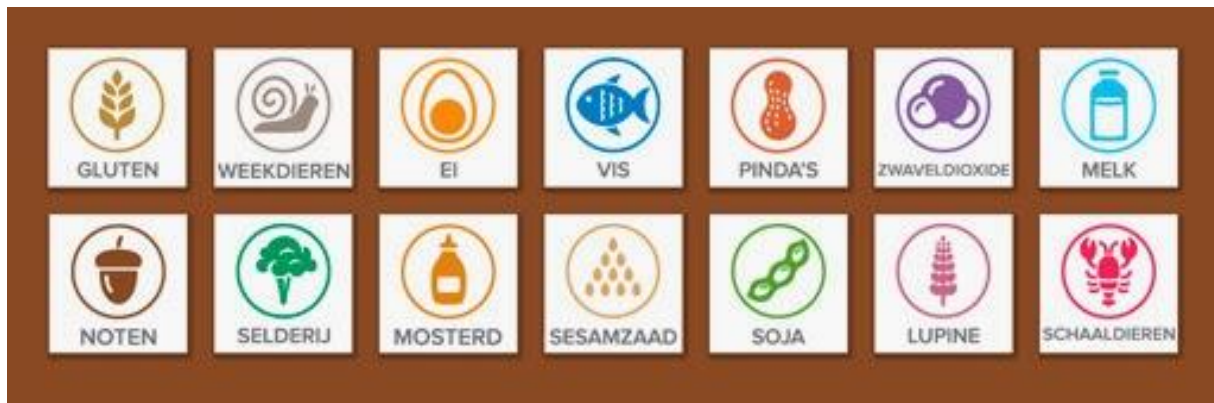 GLUTEN
WEEKDIEREN
EI
VIS
PINDA'S
ZWAVELDIOXIDE
MELK
NOTEN
SELDERIJ
MOSTERD
SESAMZAAD
SOJA
LUPINE
SCHAALDIEREN